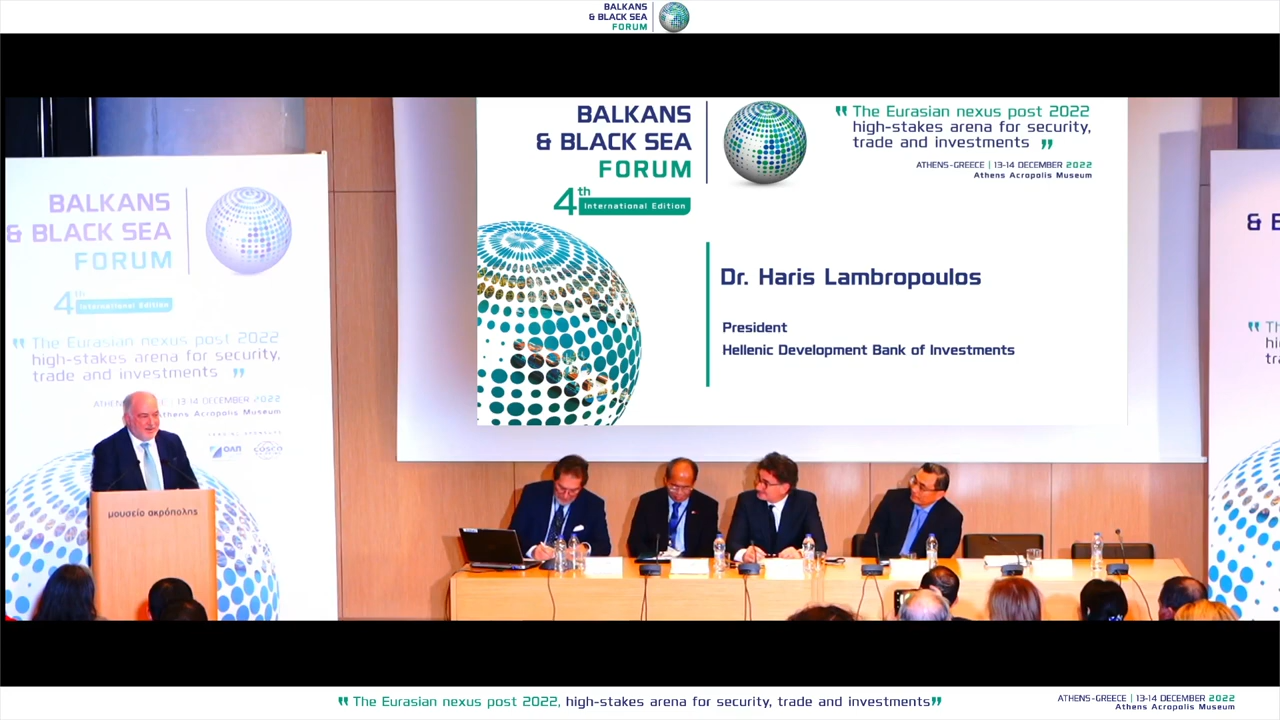 BALKANS
& BLACK SEA
FORUM
BALKANS
& BLACK SEA
FORUM
4th
International Edition
"The Eurasian nexus post 2022
high-stakes arena for security,
trade and investments"
ATHENS-GREECE | 13-14 DECEMBER 2022
Athens Acropolis Museum
Dr. Haris Lambropoulos
President
Hellenic Development Bank of Investments
BALKANS
& BLACK SEA
FORUM
4th
International Edition
"The Eurasian nexus post 2022
high-stakes arena for security,
trade and investments"
13-14 DECEMBER 2022
Athens Acropolis Museum
ΟΛΠ
COSCO
μουσείο ακρόπολης
"The Eurasian nexus post 2022, high-stakes arena for security, trade and investments"
ATHENS-GREECE | 13-14 DECEMBER 2022
Athens Acropolis Museum